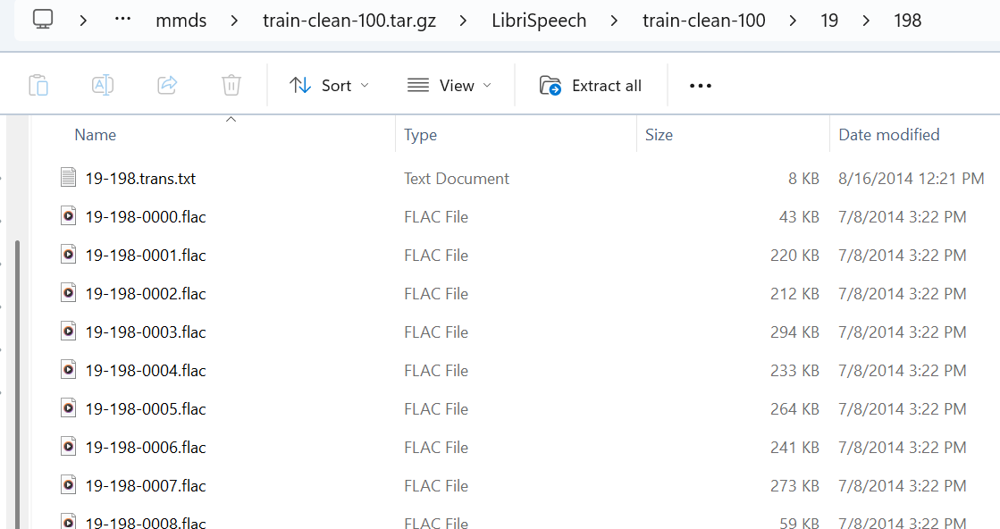 ... mmds train-clean-100.tar.gz LibriSpeech train-clean-100 19 198
Sort View Extract all ...
Name Type Size Date modified
19-198.trans.txt Text Document 8 KB 8/16/2014 12:21 PM
19-198-0000.flac FLAC File 43 KB 7/8/2014 3:22 PM
19-198-0001.flac FLAC File 220 KB 7/8/2014 3:22 PM
19-198-0002.flac FLAC File 212 KB 7/8/2014 3:22 PM
19-198-0003.flac FLAC File 294 KB 7/8/2014 3:22 PM
19-198-0004.flac FLAC File 233 KB 7/8/2014 3:22 PM
19-198-0005.flac FLAC File 264 KB 7/8/2014 3:22 PM
19-198-0006.flac FLAC File 241 KB 7/8/2014 3:22 PM
19-198-0007.flac FLAC File 273 KB 7/8/2014 3:22 PM
19-198-0008.flac FLAC File 59 KB 7/8/2014 3:22 PM